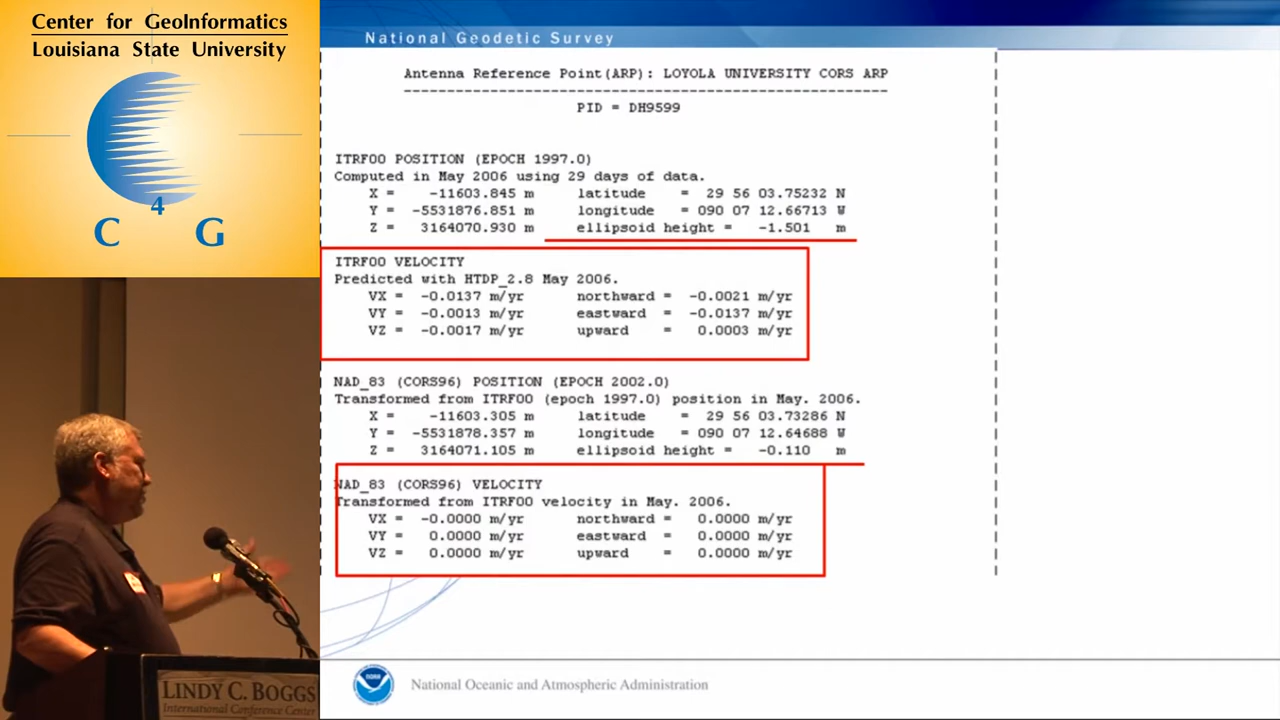 Center for GeoInformatics
Louisiana State University
C 4 G
National Geodetic Survey
Antenna Reference Point(ARP): LOYOLA UNIVERSITY CORS ARP
------------------------------------------------------------
PID = DH9599
ITRF00 POSITION (EPOCH 1997.0)
Computed in May 2006 using 29 days of data.
X = -11603.845 m latitude = 29 56 03.75232 N
Y = -5531876.851 m longitude = 090 07 12.66713 W
Z = 3164070.930 m ellipsoid height = -1.501 m
ITRF00 VELOCITY
Predicted with HTDP_2.8 May 2006.
VX = -0.0137 m/yr northward = -0.0021 m/yr
VY = -0.0013 m/yr eastward = -0.0137 m/yr
VZ = -0.0017 m/yr upward = 0.0003 m/yr
NAD_83 (CORS96) POSITION (EPOCH 2002.0)
Transformed from ITRF00 (epoch 1997.0) position in May. 2006.
X = -11603.305 m latitude = 29 56 03.73286 N
Y = -5531878.357 m longitude = 090 07 12.64688 W
Z = 3164071.105 m ellipsoid height = -0.110 m
NAD_83 (CORS96) VELOCITY
Transformed from ITRF00 velocity in May. 2006.
VX = -0.0000 m/yr northward = 0.0000 m/yr
VY = 0.0000 m/yr eastward = 0.0000 m/yr
VZ = 0.0000 m/yr upward = 0.0000 m/yr
NOAA
National Oceanic and Atmospheric Administration
LINDY C. BOGGS
International Conference Center